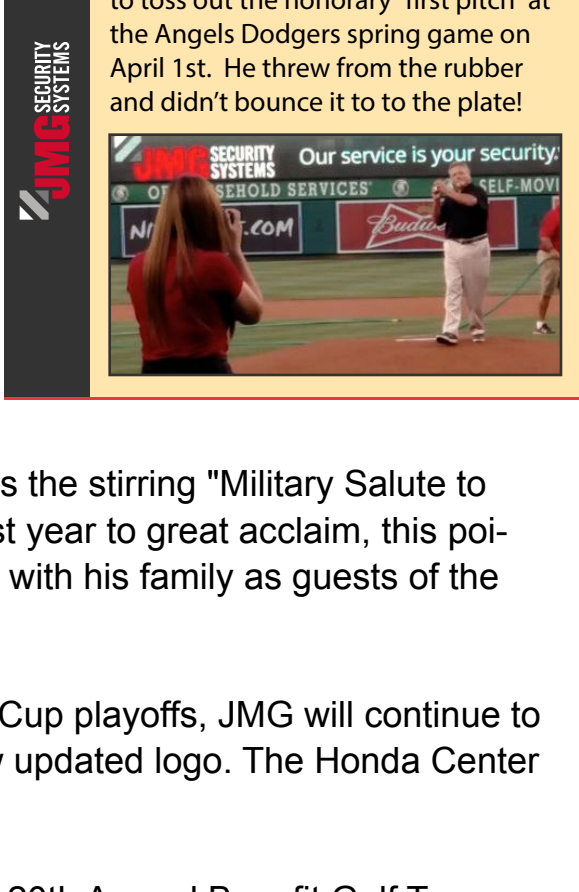 to toss out the honorary "first pitch" at
the Angels Dodgers spring game on
April 1st. He threw from the rubber
and didn't bounce it to to the plate!
JMG SECURITY
SYSTEMS
JMG SECURITY
SYSTEMS
Our service is your security.
SEHOLD SERVICES
SELF-MOVI
.COM
Budw
s the stirring "Military Salute to
st year to great acclaim, this poi-
with his family as guests of the
Cup playoffs, JMG will continue to
updated logo. The Honda Center